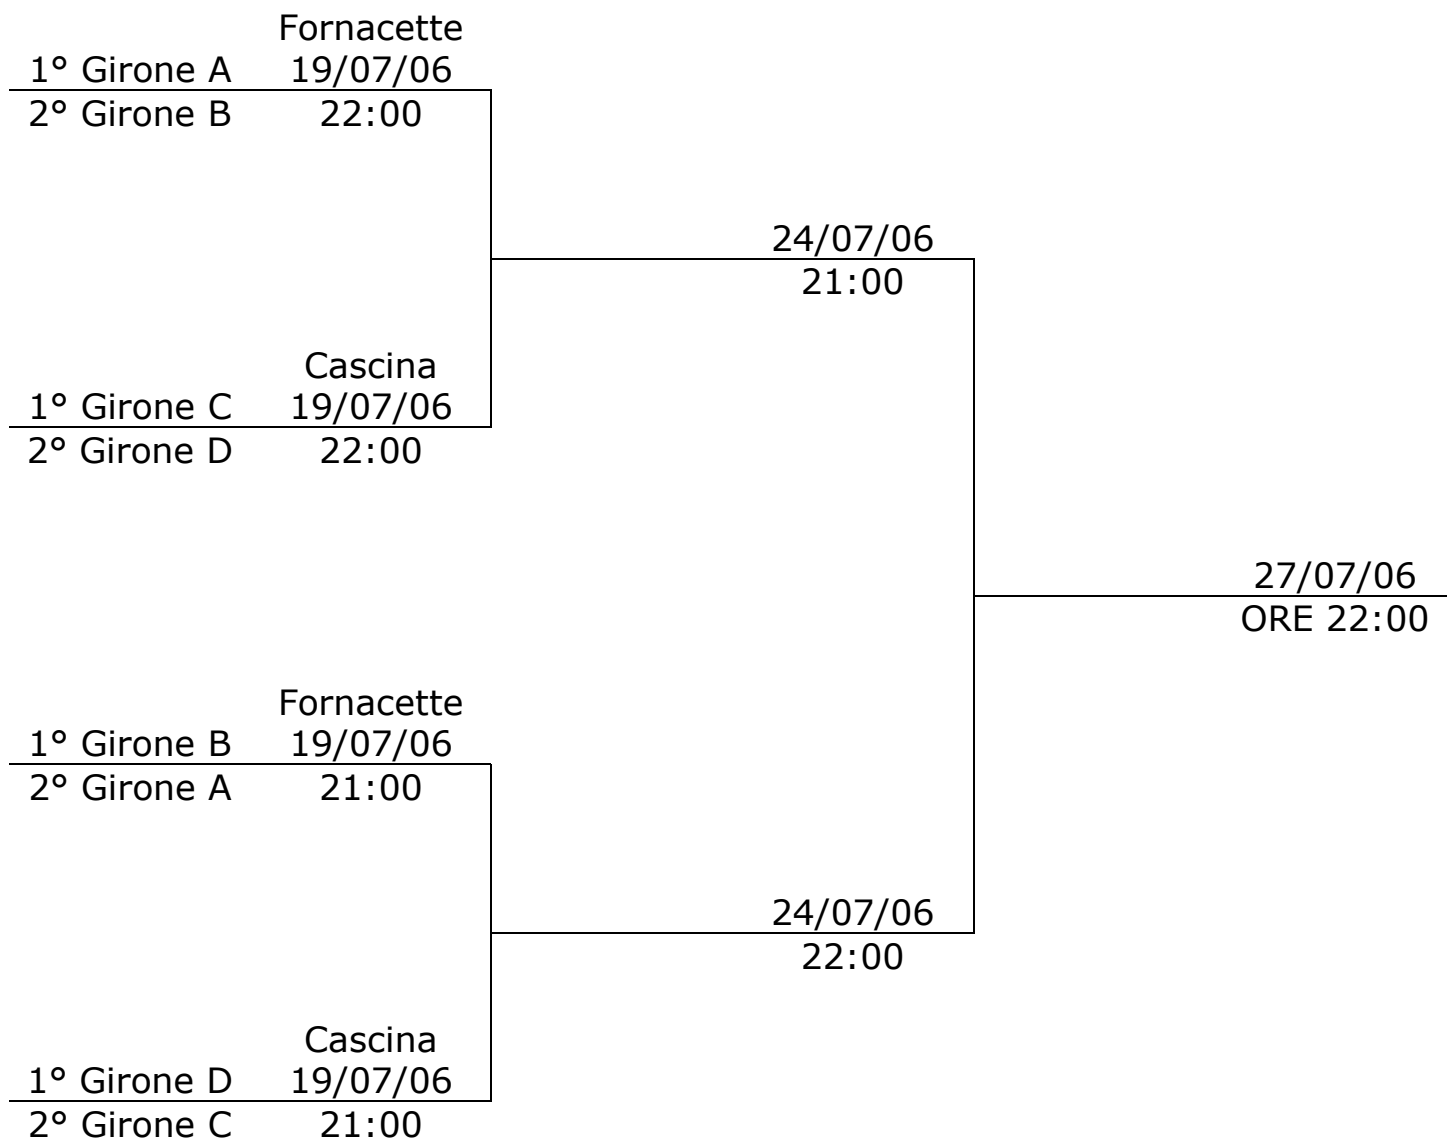 Fornacette
1° Girone A 19/07/06
2° Girone B 22:00
24/07/06
21:00
Cascina
1° Girone C 19/07/06
2° Girone D 22:00
27/07/06
ORE 22:00
Fornacette
1° Girone B 19/07/06
2° Girone A 21:00
24/07/06
22:00
Cascina
1° Girone D 19/07/06
2° Girone C 21:00